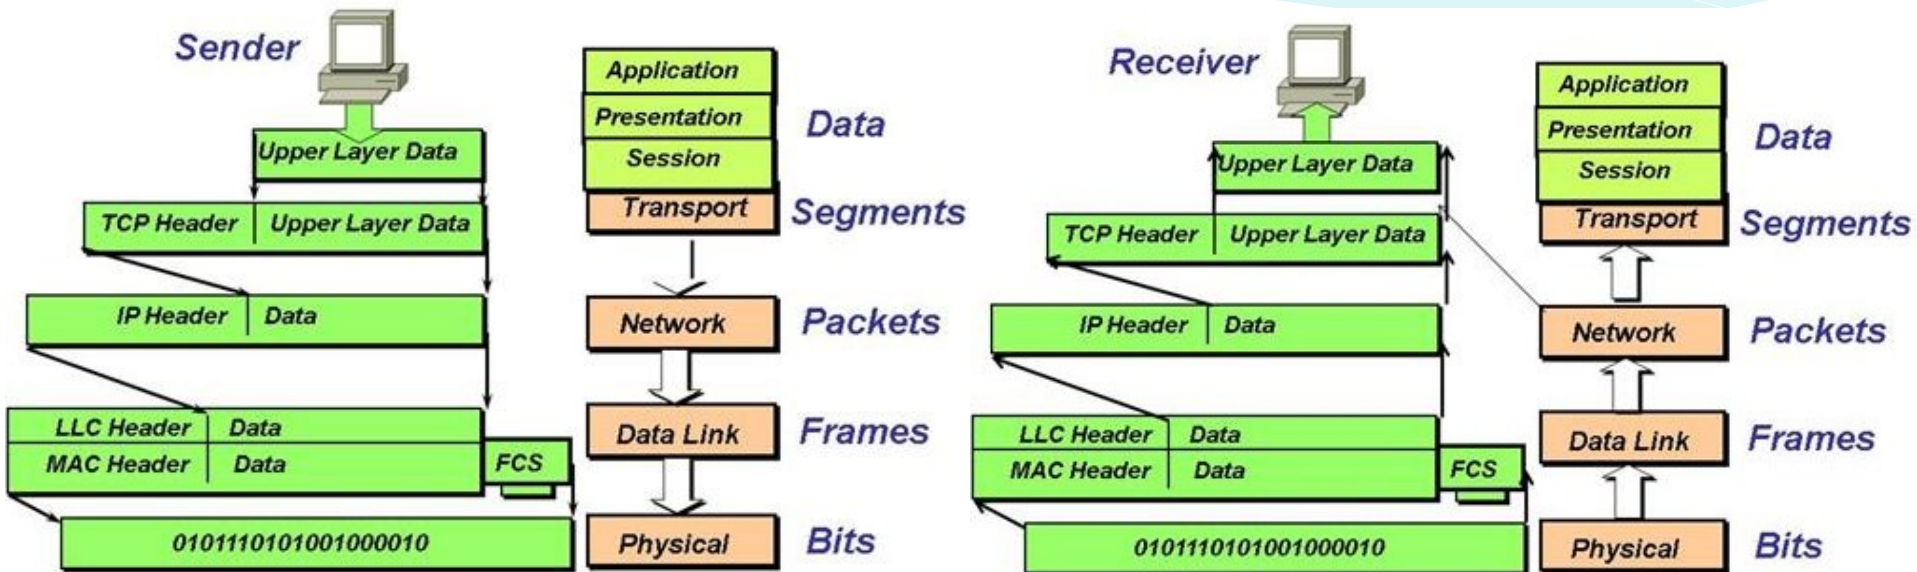 Sender
Upper Layer Data
TCP Header Upper Layer Data
IP Header Data
LLC Header Data
MAC Header Data
FCS
0101110101001000010
Application
Presentation
Session
Data
Transport
Segments
Network
Packets
Data Link
Frames
Physical
Bits
Receiver
Upper Layer Data
TCP Header Upper Layer Data
IP Header Data
LLC Header Data
MAC Header Data
FCS
0101110101001000010
Application
Presentation
Session
Data
Transport
Segments
Network
Packets
Data Link
Frames
Physical
Bits